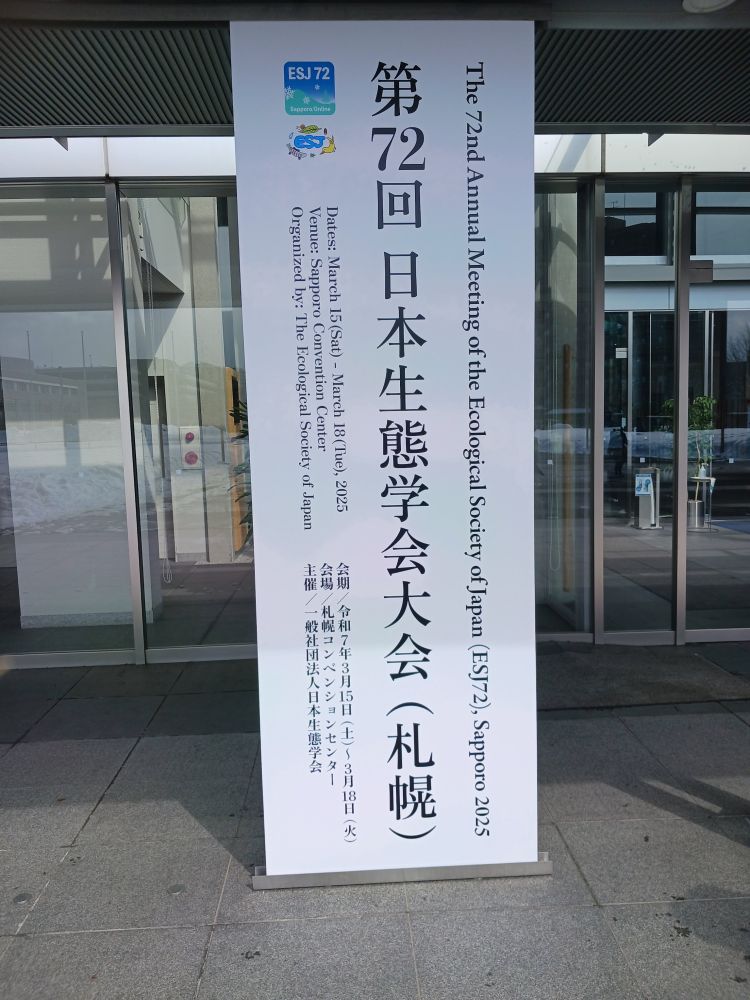 The 72nd Annual Meeting of the Ecological Society of Japan (ESJ72), Sapporo 2025
第72回 日本生態学会大会(札幌)
ESJ 72
Sapporo/Online
Dates: March 15(Sat) - March 18(Tue), 2025
Venue: Sapporo Convention Center
Organized by: The Ecological Society of Japan
会期/令和7年3月15日(土)~3月18日(火)
会場/札幌コンベンションセンター
主催/一般社団法人日本生態学会